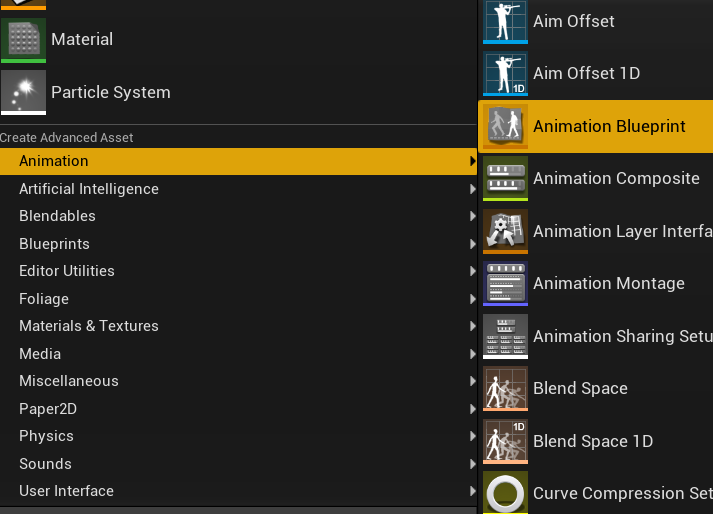 Material
Particle System
Create Advanced Asset
Animation
Artificial Intelligence
Blendables
Blueprints
Editor Utilities
Foliage
Materials & Textures
Media
Miscellaneous
Paper2D
Physics
Sounds
User Interface
Aim Offset
1D
Aim Offset 1D
Animation Blueprint
Animation Composite
Animation Layer Interfa
Animation Montage
Animation Sharing Setu
Blend Space
1D
Blend Space 1D
Curve Compression Set